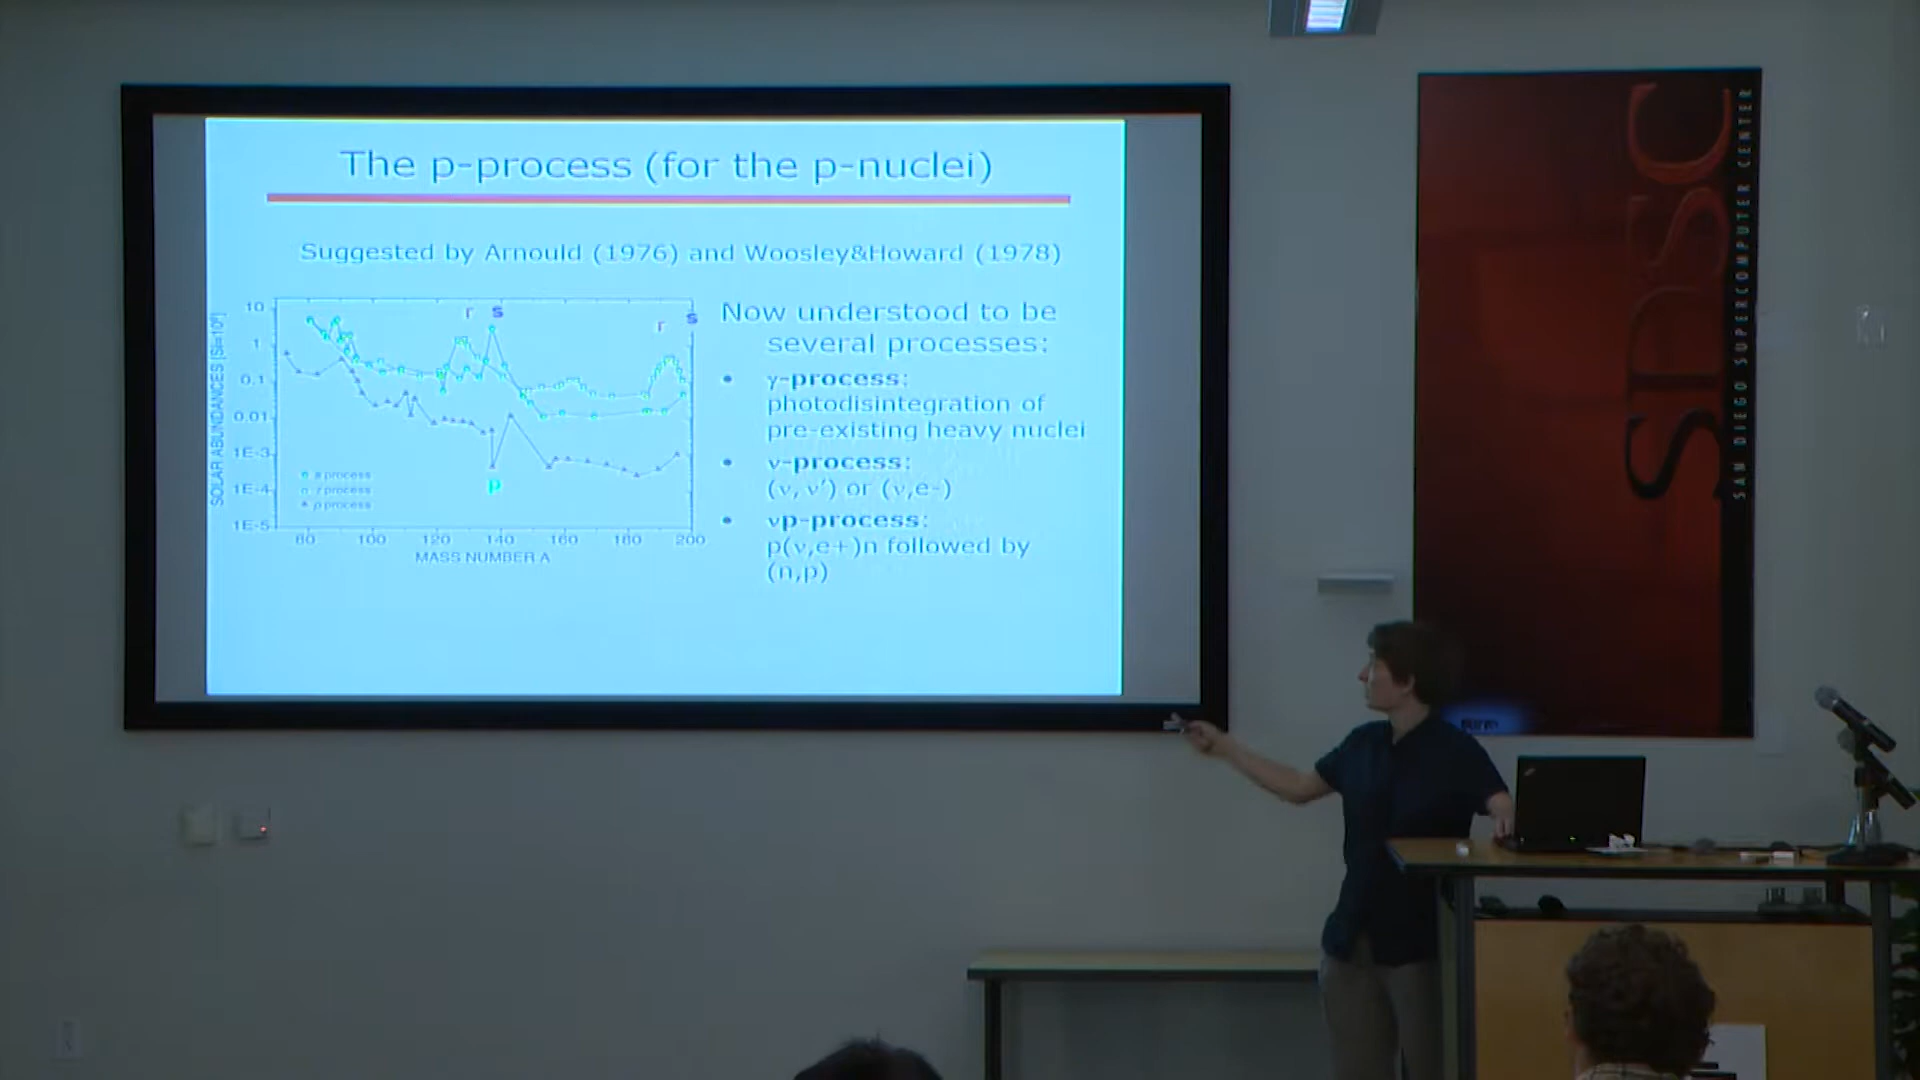 The p-process (for the p-nuclei)
Suggested by Arnould (1976) and Woosley&Howard (1978)
SOLAR ABUNDANCES [Si=10⁶]
10
1
0.1
0.01
1E-3
1E-4
1E-5
r s
r s
p
s process
r process
p process
80 100 120 140 160 180 200
MASS NUMBER A
Now understood to be
several processes:
• γ-process:
photodisintegration of
pre-existing heavy nuclei
• ν-process:
(ν, ν') or (ν,e-)
• νp-process:
p(ν,e+)n followed by
(n,p)
SDSC
SAN DIEGO SUPERCOMPUTER CENTER